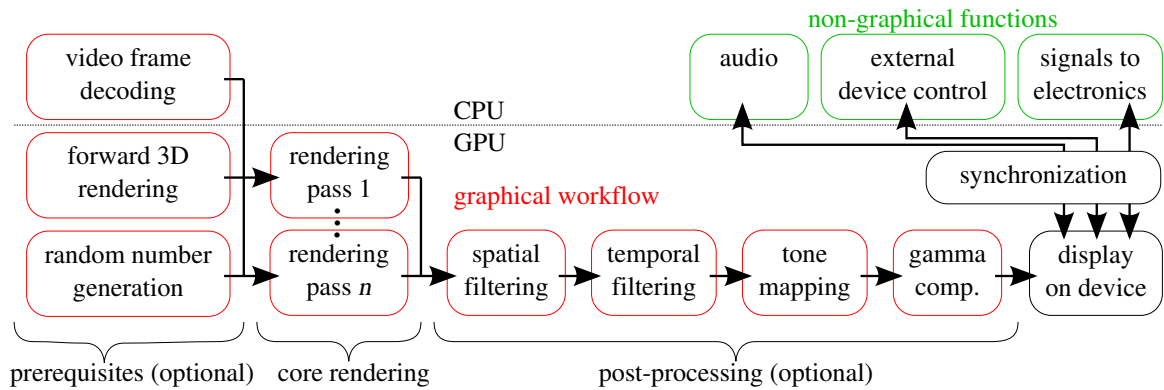 non-graphical functions
video frame
decoding
audio
external
device control
signals to
electronics
CPU
GPU
forward 3D
rendering
rendering
pass 1
synchronization
graphical workflow
random number
generation
rendering
pass n
spatial
filtering
temporal
filtering
tone
mapping
gamma
comp.
display
on device
prerequisites (optional)
core rendering
post-processing (optional)